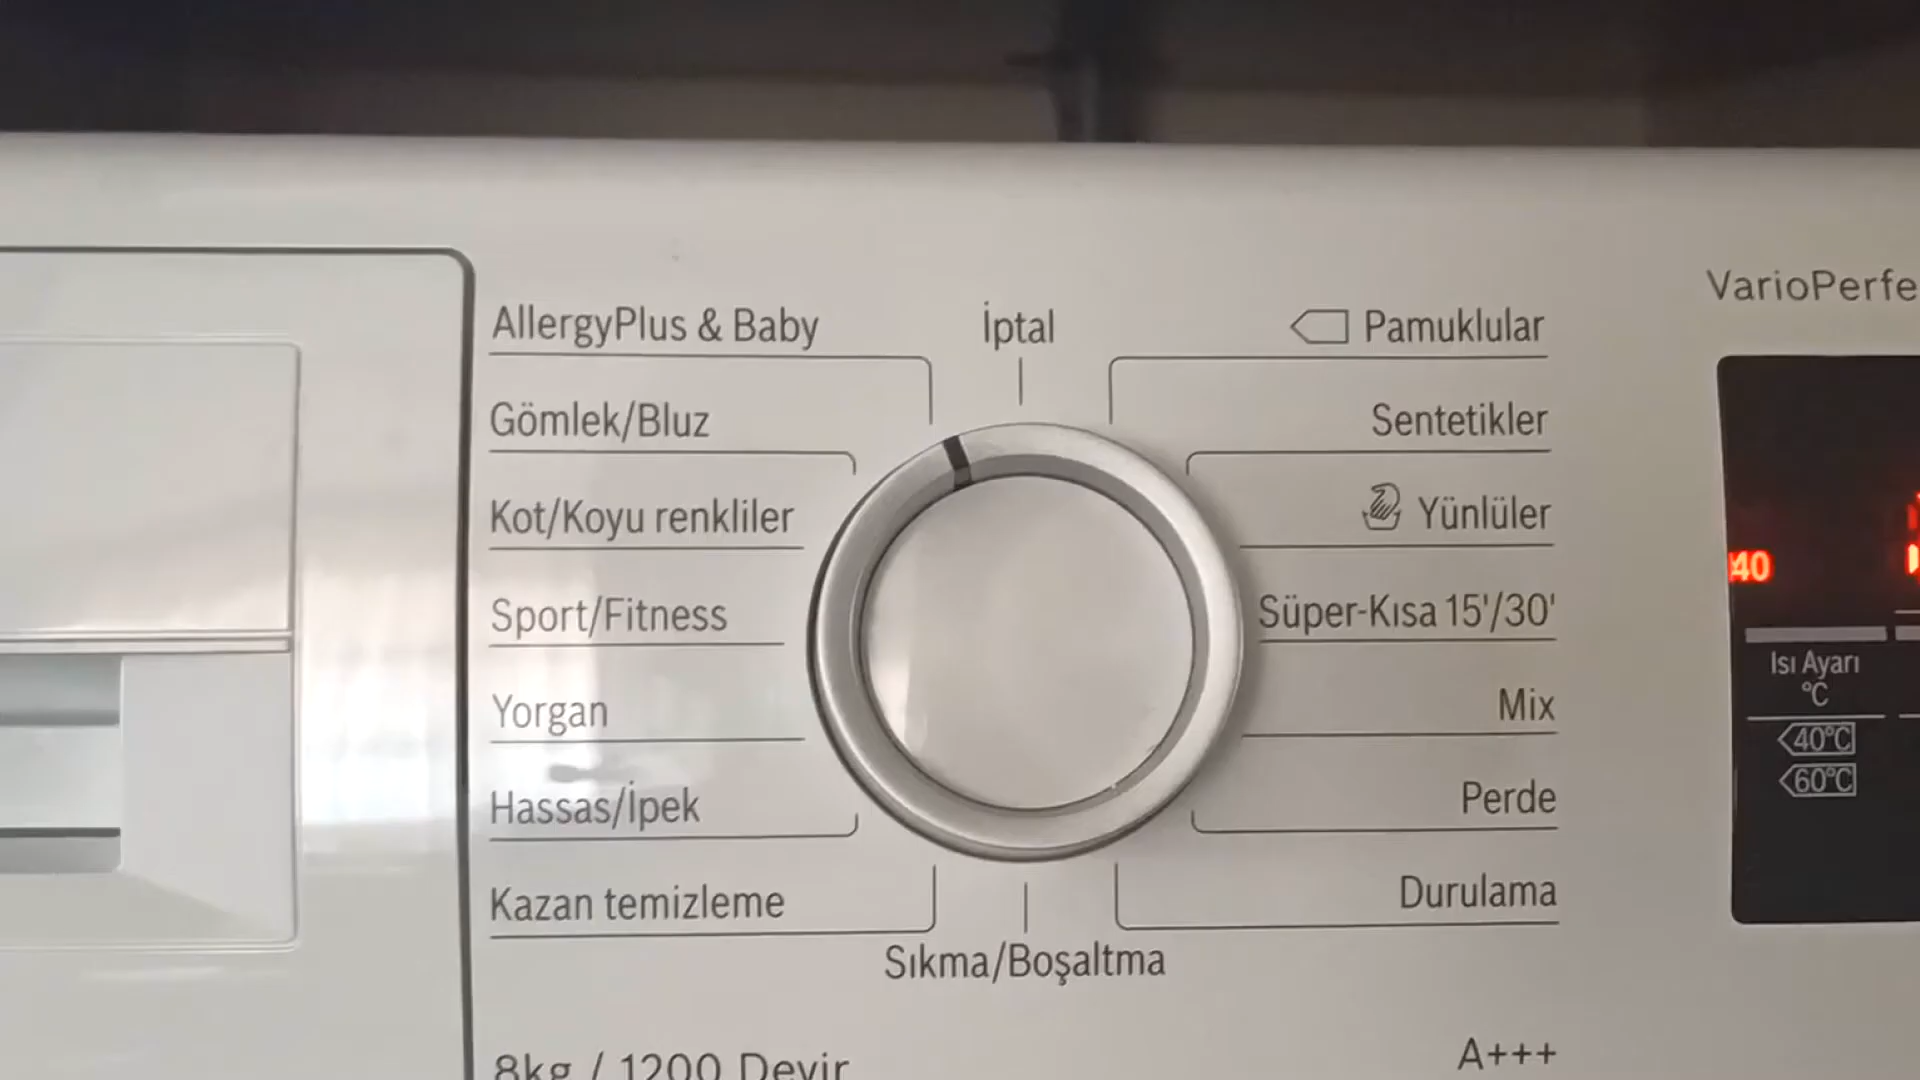 AllergyPlus & Baby
Gömlek/Bluz
Kot/Koyu renkliler
Sport/Fitness
Yorgan
Hassas/İpek
Kazan temizleme
İptal
Sıkma/Boşaltma
Pamuklular
Sentetikler
Yünlüler
Süper-Kısa 15'/30'
Mix
Perde
Durulama
8kg / 1200 Devir
A+++
VarioPerfe
40
Isı Ayarı
°C
40°C
60°C